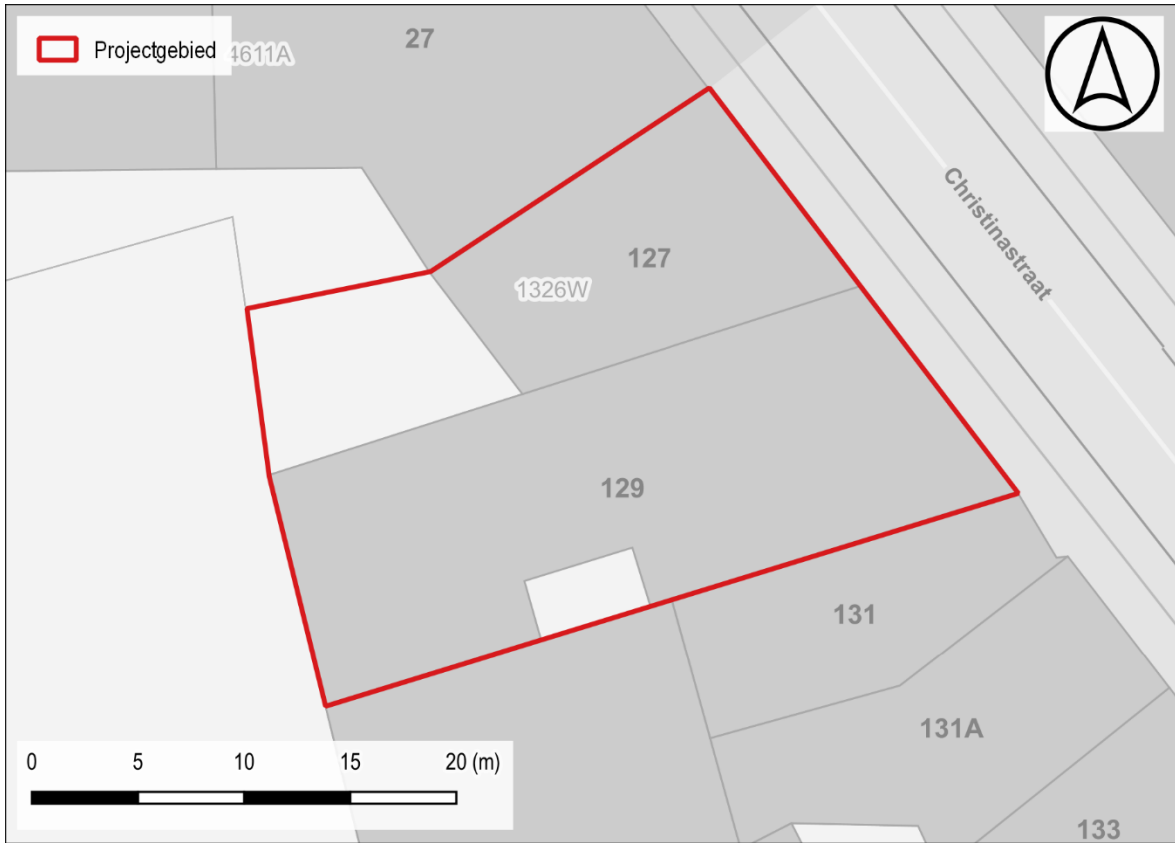 27
Projectgebied
4611A
Christinastraat
127
1326W
129
131
131A
0 5 10 15 20 (m)
133